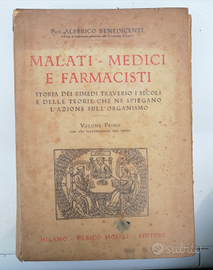 Prof. ALBERICO BENEDICENTI
MALATI - MEDICI
E FARMACISTI
STORIA DEI RIMEDI TRAVERSO I SECOLI
E DELLE TEORIE CHE NE SPIEGANO
L'AZIONE SULL'ORGANISMO
VOLUME PRIMO
MILANO ULRICO HOEPLI EDITORE
subito